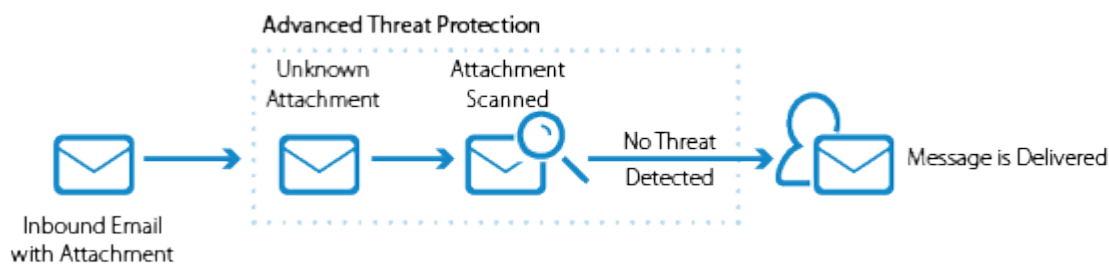 Advanced Threat Protection
Unknown
Attachment
Attachment
Scanned
No Threat
Detected
Message is Delivered
Inbound Email
with Attachment